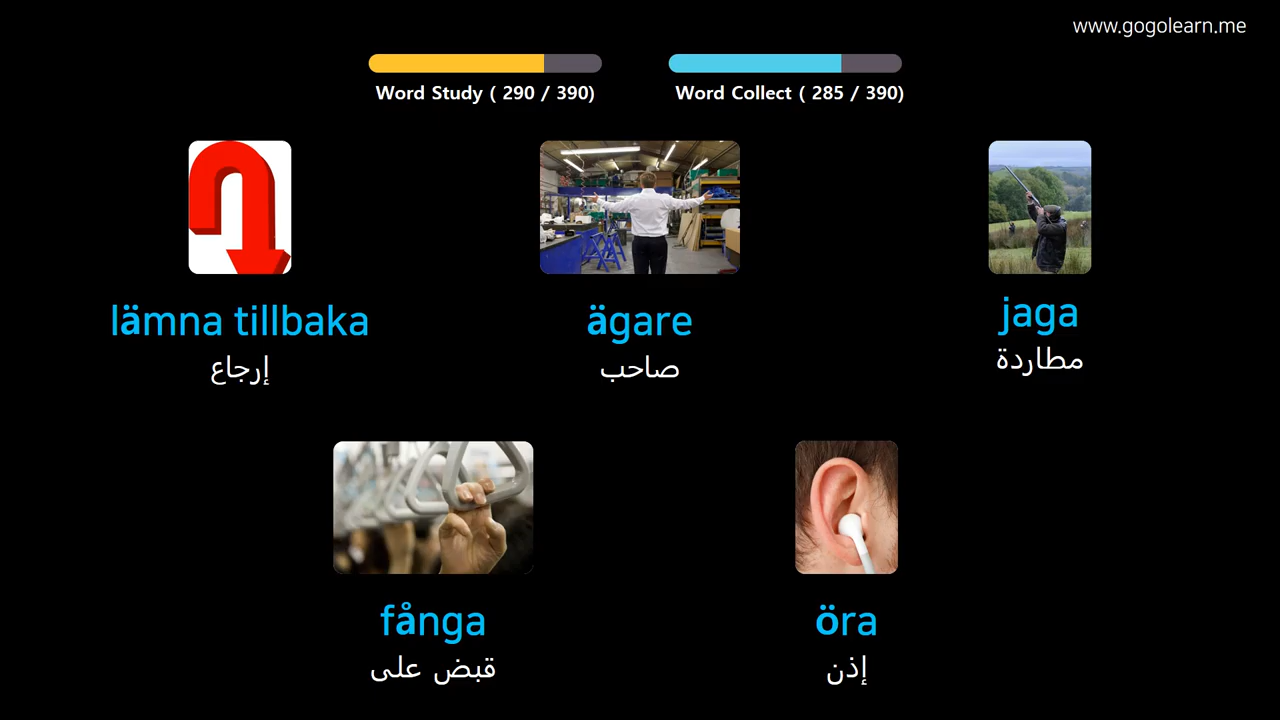 www.gogolearn.me
Word Study ( 290 / 390)
Word Collect ( 285 / 390)
lämna tillbaka
إرجاع
ägare
صاحب
jaga
مطاردة
fånga
قبض على
öra
إذن